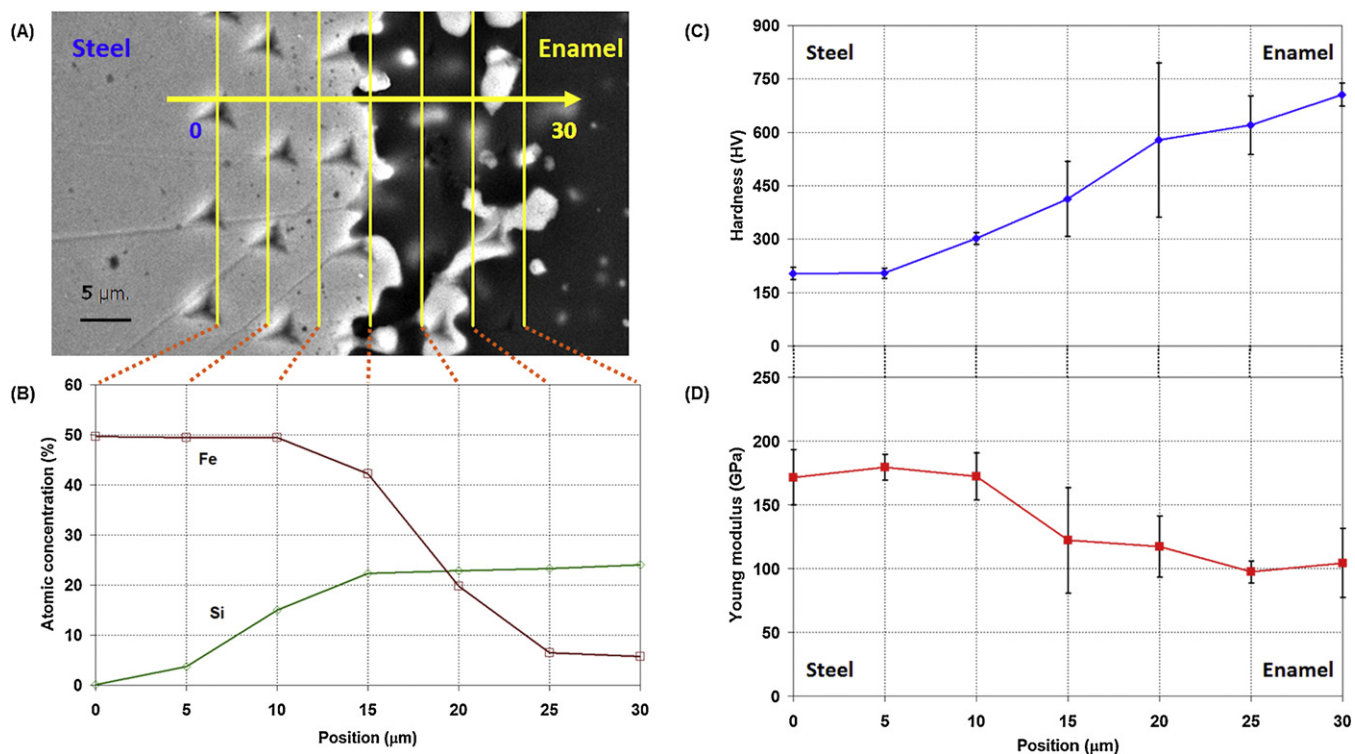 (A)
Steel
Enamel
0
30
5 µm.
(B)
60
50
40
30
20
10
0
Atomic concentration (%)
Fe
Si
0 5 10 15 20 25 30
Position (µm)
(C)
900
750
600
450
300
150
0
Hardness (HV)
Steel
Enamel
(D)
250
200
150
100
50
0
Young modulus (GPa)
Steel
Enamel
0 5 10 15 20 25 30
Position (µm)